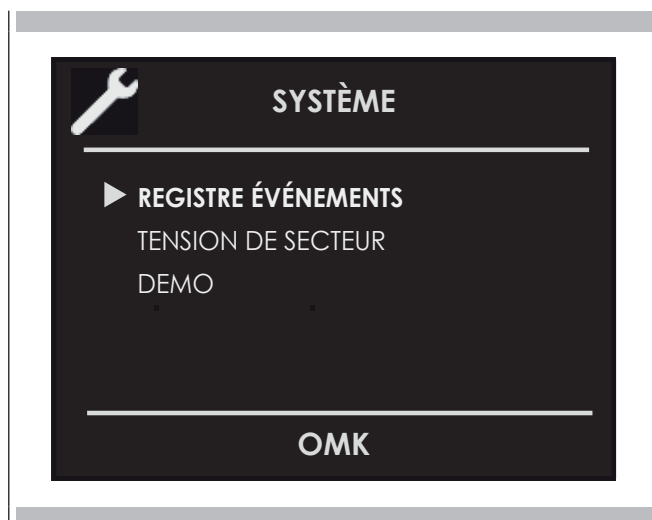 SYSTÈME
REGISTRE ÉVÉNEMENTS
TENSION DE SECTEUR
DEMO
OMK